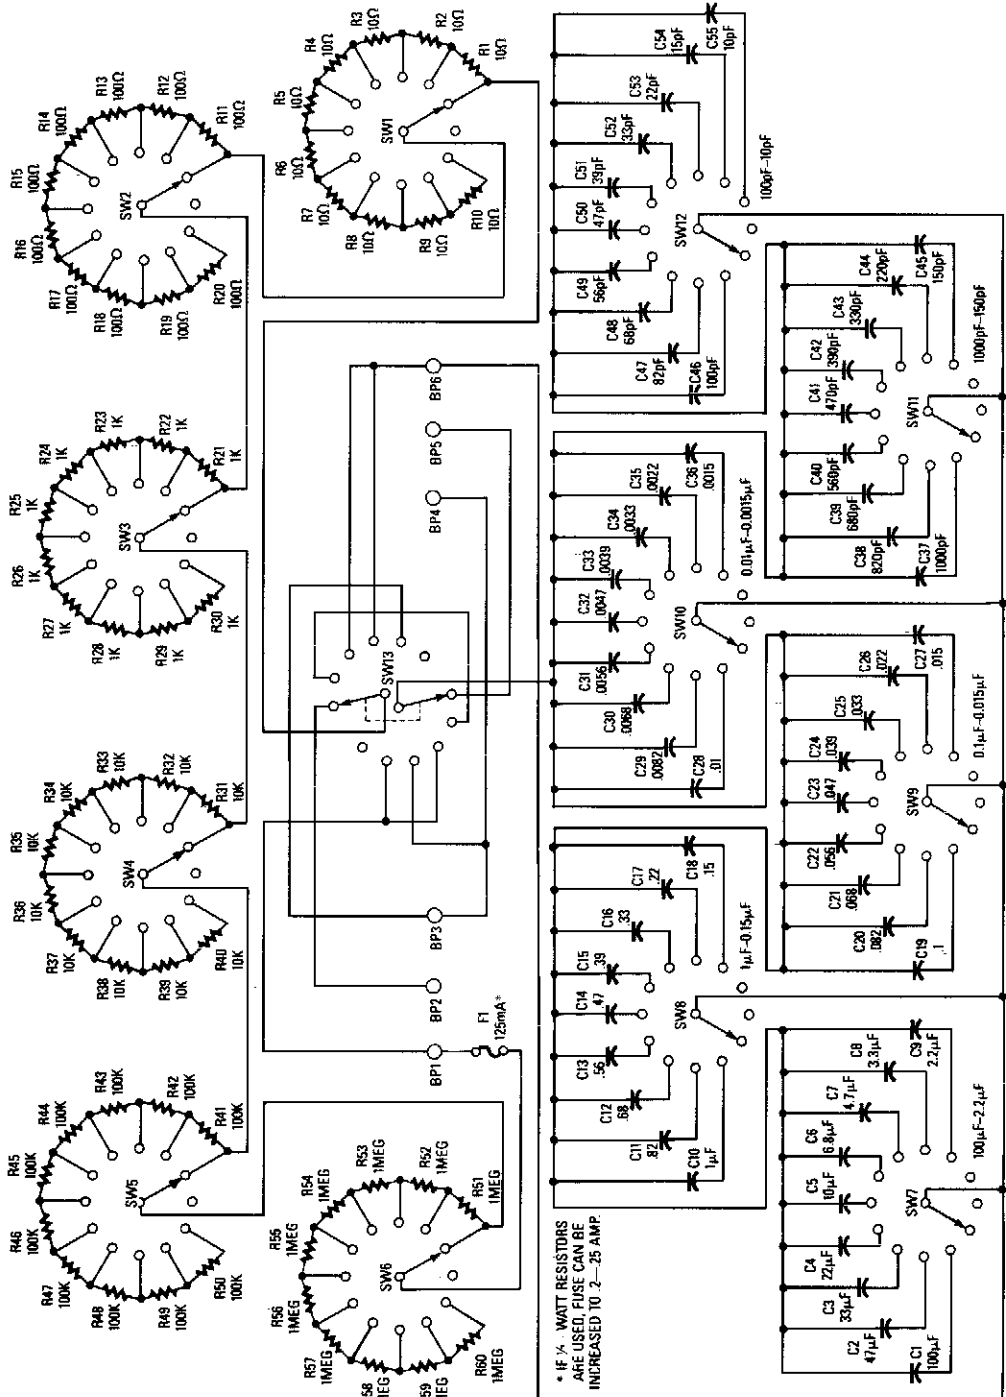 R1
10Ω
R2
10Ω
R3
10Ω
R4
10Ω
R5
10Ω
R6
10Ω
R7
10Ω
R8
10Ω
R9
10Ω
R10
10Ω
SW1
R11
100Ω
R12
100Ω
R13
100Ω
R14
100Ω
R15
100Ω
R16
100Ω
R17
100Ω
R18
100Ω
R19
100Ω
R20
100Ω
SW2
R21
1K
R22
1K
R23
1K
R24
1K
R25
1K
R26
1K
R27
1K
R28
1K
R29
1K
R30
1K
SW3
R31
10K
R32
10K
R33
10K
R34
10K
R35
10K
R36
10K
R37
10K
R38
10K
R39
10K
R40
10K
SW4
R41
100K
R42
100K
R43
100K
R44
100K
R45
100K
R46
100K
R47
100K
R48
100K
R49
100K
R50
100K
SW5
R51
1MEG
R52
1MEG
R53
1MEG
R54
1MEG
R55
1MEG
R56
1MEG
R57
1MEG
58
MEG
59
MEG
R60
1MEG
SW6
SW13
BP1
BP2
BP3
BP4
BP5
BP6
F1
125mA*
* IF ¼ - WATT RESISTORS
ARE USED, FUSE CAN BE
INCREASED TO .2—.25 AMP.
C55
10pF
C54
15pF
C53
22pF
C52
33pF
C51
39pF
C50
47pF
C49
56pF
C48
68pF
C47
82pF
C46
100pF
SW12
100pF-10pF
C45
150pF
C44
220pF
C43
330pF
C42
390pF
C41
470pF
C40
560pF
C39
680pF
C38
820pF
C37
1000pF
SW11
1000pF-150pF
C36
.0015
C35
.0022
C34
.0033
C33
.0039
C32
.0047
C31
.0056
C30
.0068
C29
.0082
C28
.01
SW10
0.01μF-0.0015μF
C27
.015
C26
.022
C25
.033
C24
.039
C23
.047
C22
.056
C21
.068
C20
.082
C19
.1
SW9
0.1μF-0.015μF
C18
.15
C17
.22
C16
.33
C15
.39
C14
.47
C13
.56
C12
.68
C11
.82
C10
1μF
SW8
1μF-0.15μF
C9
2.2μF
C8
3.3μF
C7
4.7μF
C6
6.8μF
C5
10μF
C4
22μF
C3
33μF
C2
47μF
C1
100μF
SW7
100μF-2.2μF